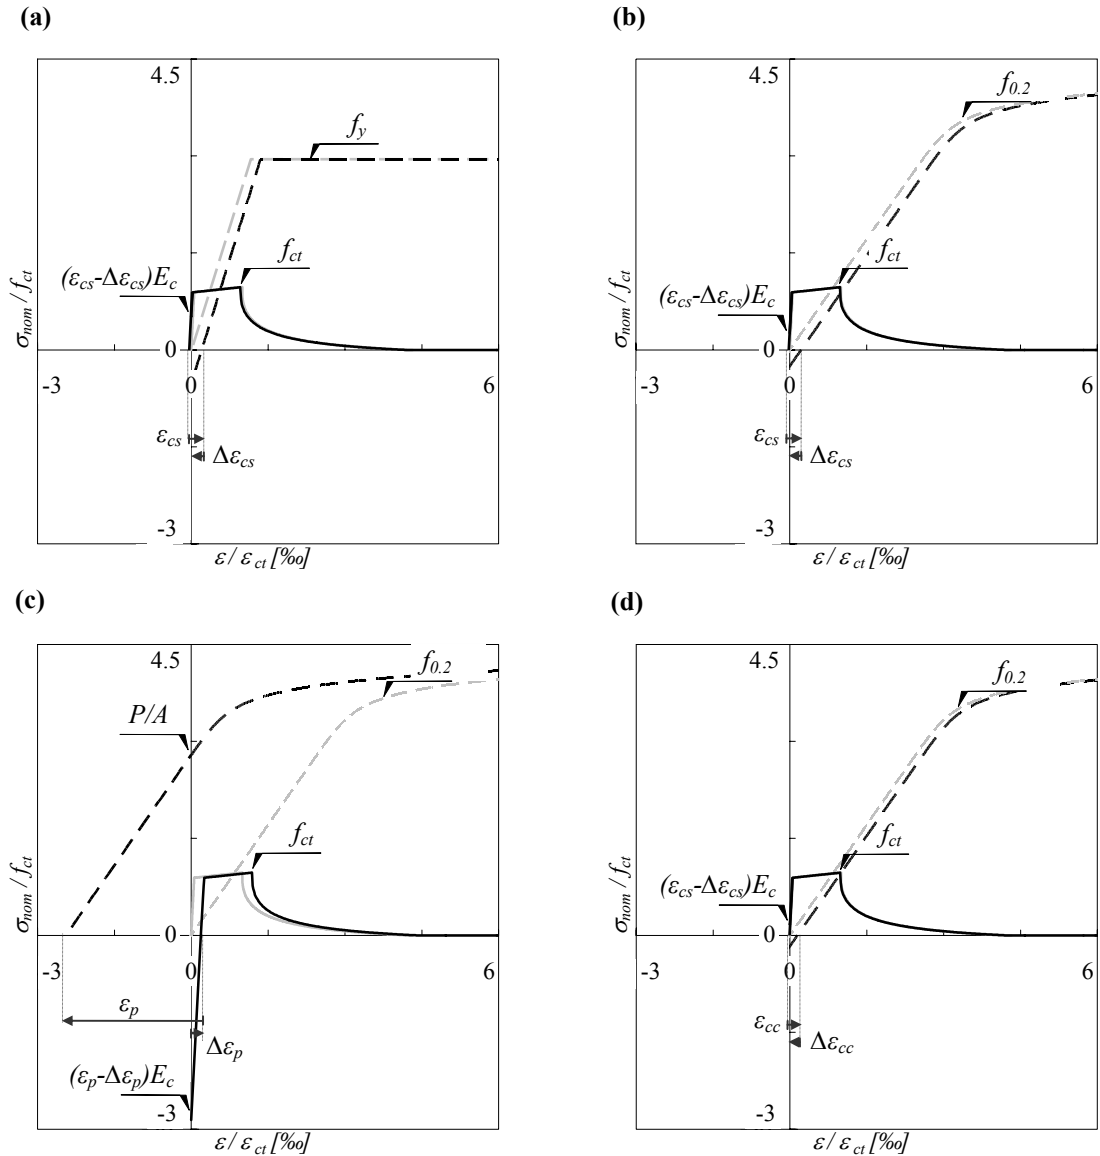 (a)
4.5
f_y
f_ct
(ε_cs-Δε_cs)E_c
σ_nom / f_ct
0
-3
0
6
ε_cs
Δε_cs
-3
ε / ε_ct [‰]
(b)
4.5
f_0.2
f_ct
(ε_cs-Δε_cs)E_c
σ_nom / f_ct
0
-3
0
6
ε_cs
Δε_cs
-3
ε / ε_ct [‰]
(c)
4.5
f_0.2
P/A
f_ct
σ_nom / f_ct
0
-3
0
6
ε_p
Δε_p
(ε_p-Δε_p)E_c
-3
ε / ε_ct [‰]
(d)
4.5
f_0.2
f_ct
(ε_cs-Δε_cs)E_c
σ_nom / f_ct
0
-3
0
6
ε_cc
Δε_cc
-3
ε / ε_ct [‰]